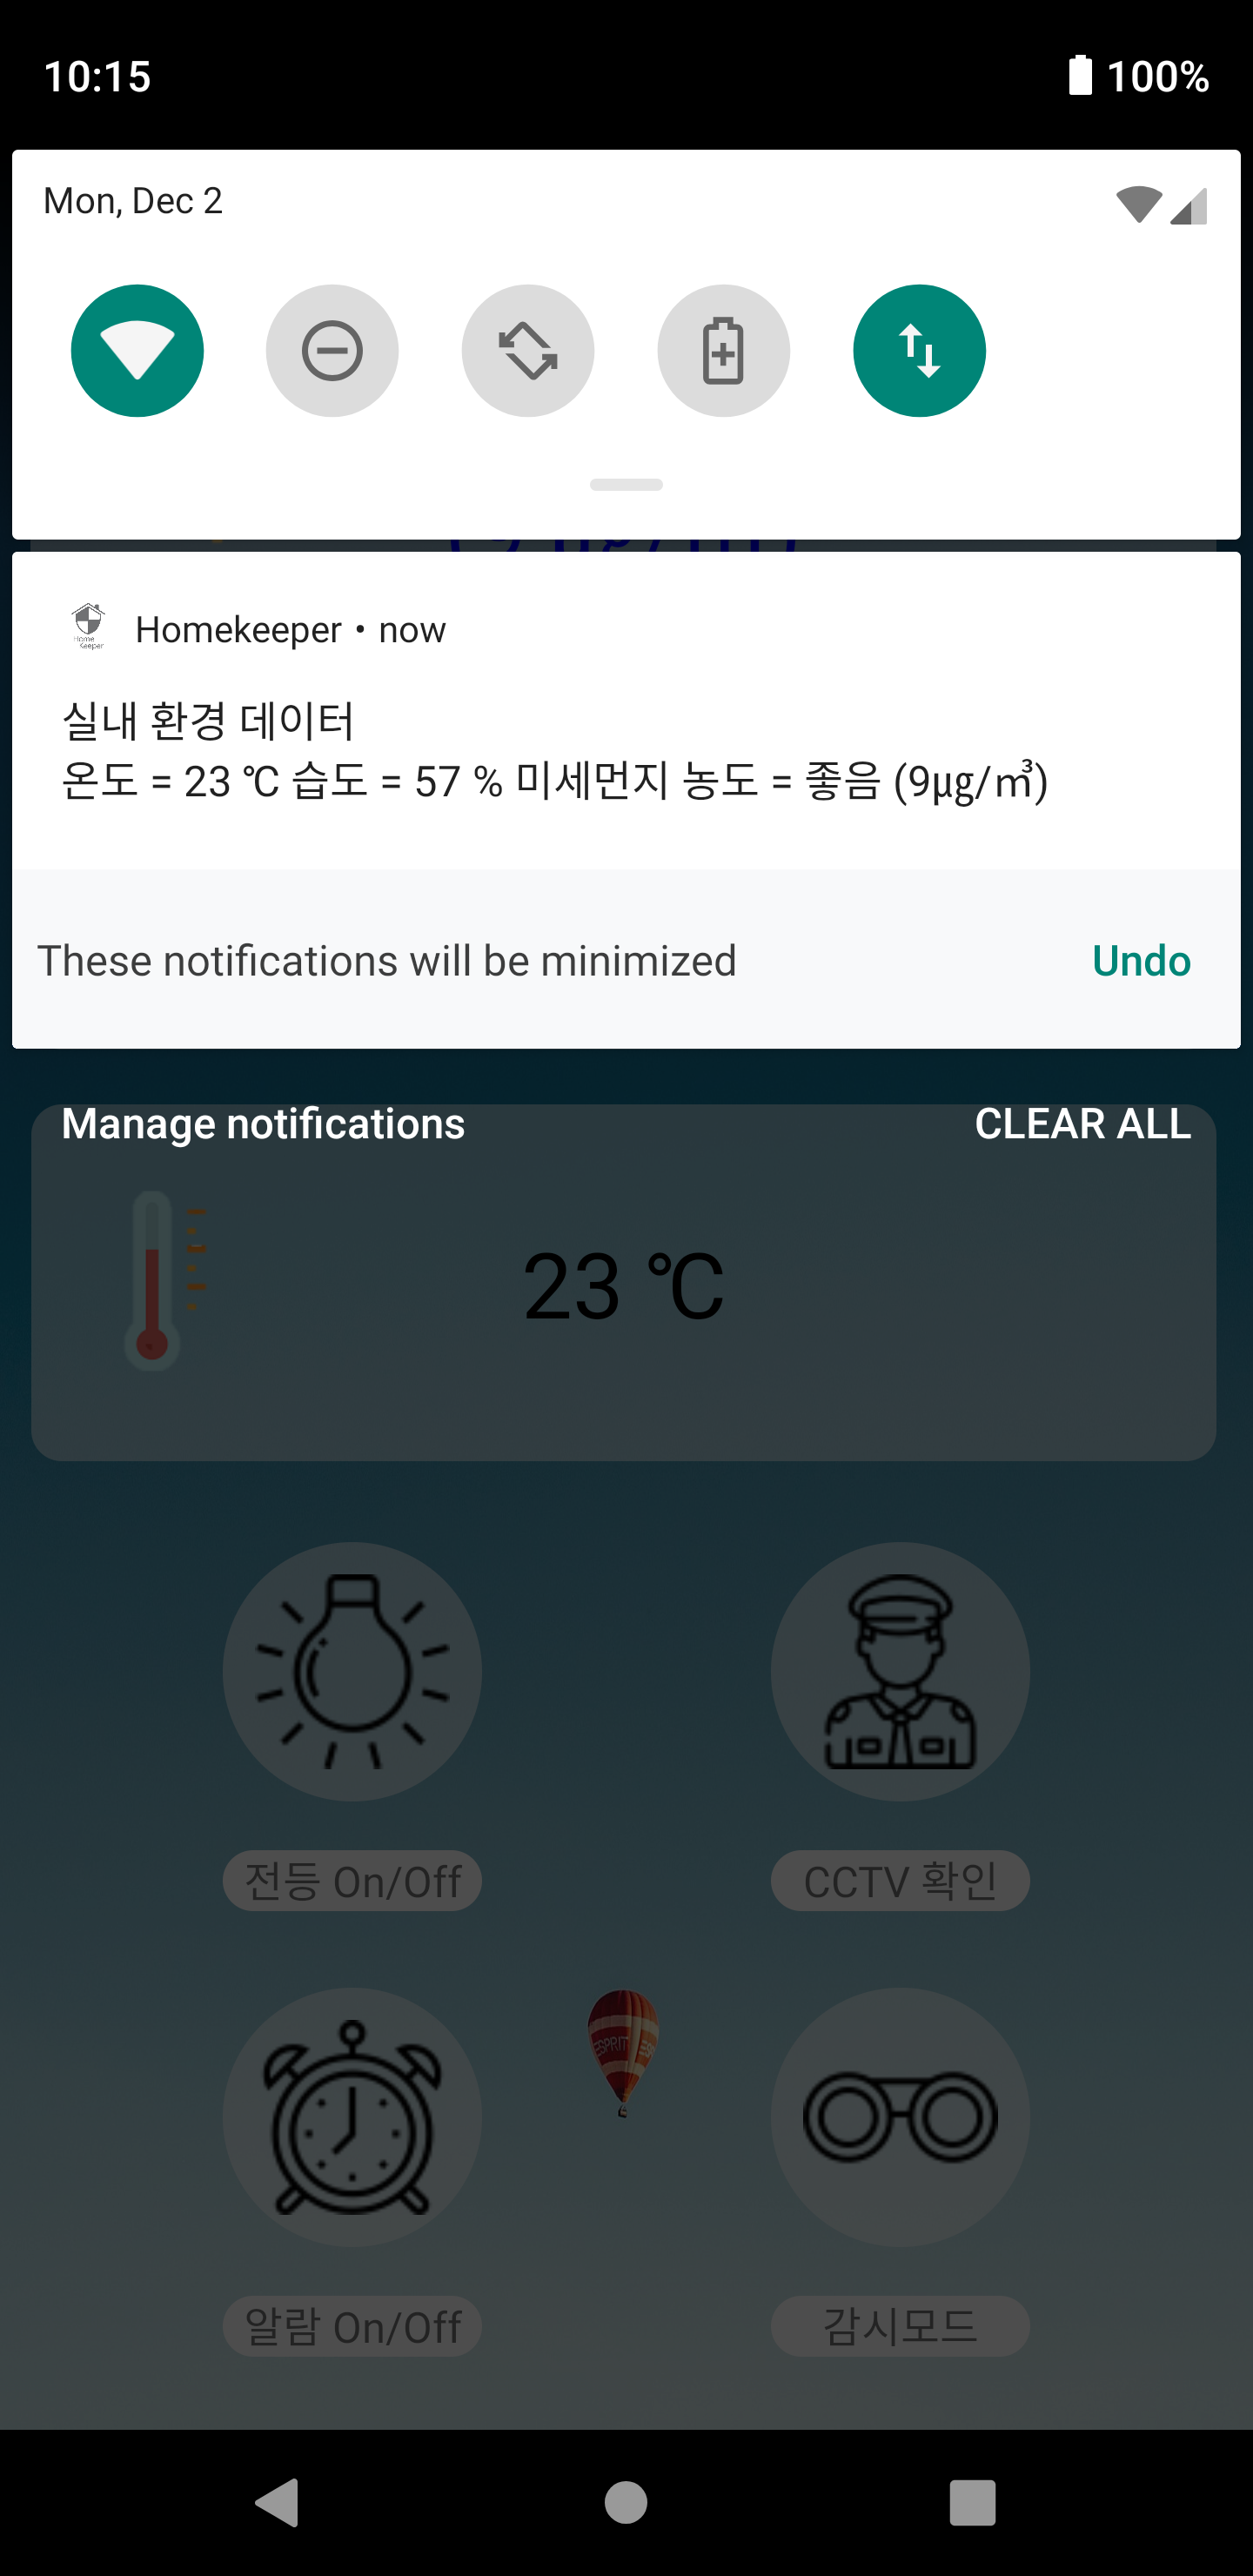 10:15
100%
Mon, Dec 2
Home
Keeper
Homekeeper • now
실내 환경 데이터
온도 = 23 ℃ 습도 = 57 % 미세먼지 농도 = 좋음 (9㎍/㎥)
These notifications will be minimized
Undo
Manage notifications
CLEAR ALL
23 ℃
전등 On/Off
CCTV 확인
ESPRIT
알람 On/Off
감시모드